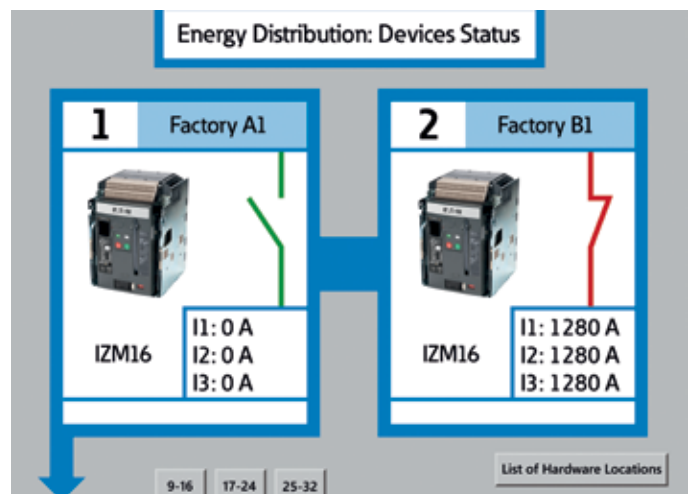 Energy Distribution: Devices Status
1 Factory A1
2 Factory B1
IZM16
I1: 0 A
I2: 0 A
I3: 0 A
IZM16
I1: 1280 A
I2: 1280 A
I3: 1280 A
9-16 17-24 25-32
List of Hardware Locations